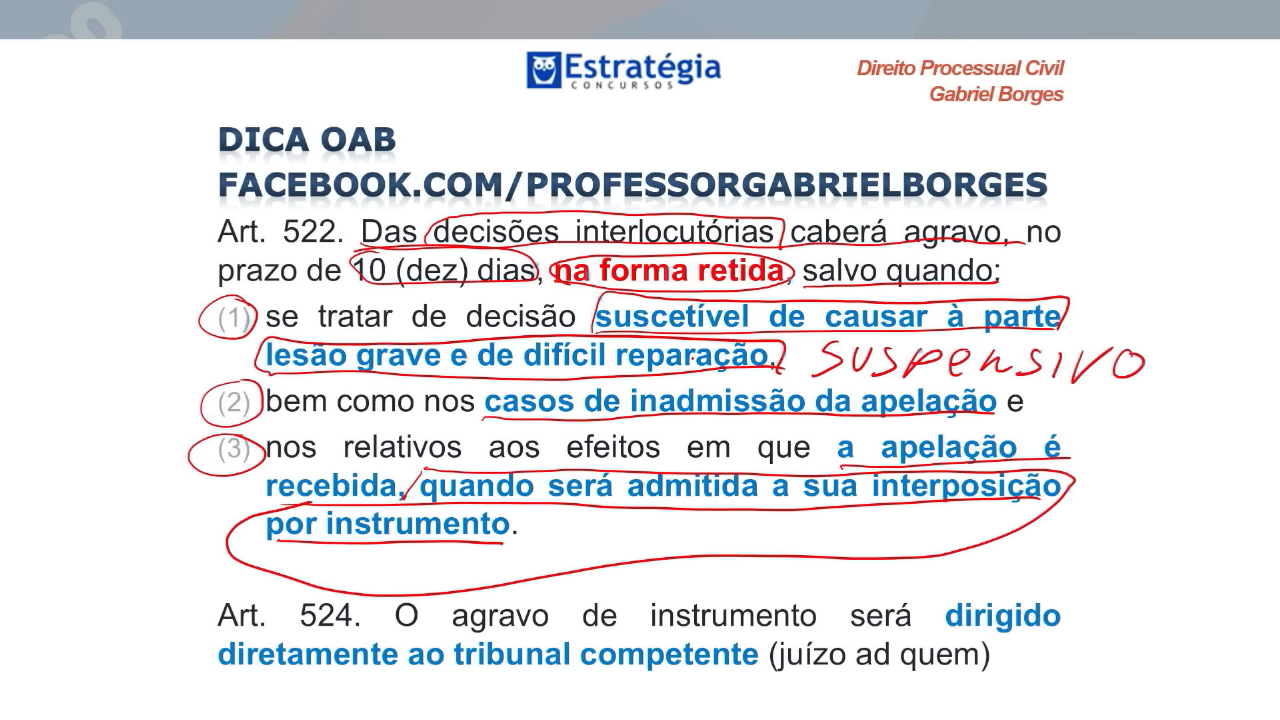 Estratégia
CONCURSOS
Direito Processual Civil
Gabriel Borges
DICA OAB
FACEBOOK.COM/PROFESSORGABRIELBORGES
Art. 522. Das decisões interlocutórias caberá agravo, no
prazo de 10 (dez) dias, na forma retida, salvo quando:
(1) se tratar de decisão suscetível de causar à parte
lesão grave e de difícil reparação, SUSPENSIVO
(2) bem como nos casos de inadmissão da apelação e
(3) nos relativos aos efeitos em que a apelação é
recebida, quando será admitida a sua interposição
por instrumento.
Art. 524. O agravo de instrumento será dirigido
diretamente ao tribunal competente (juízo ad quem)